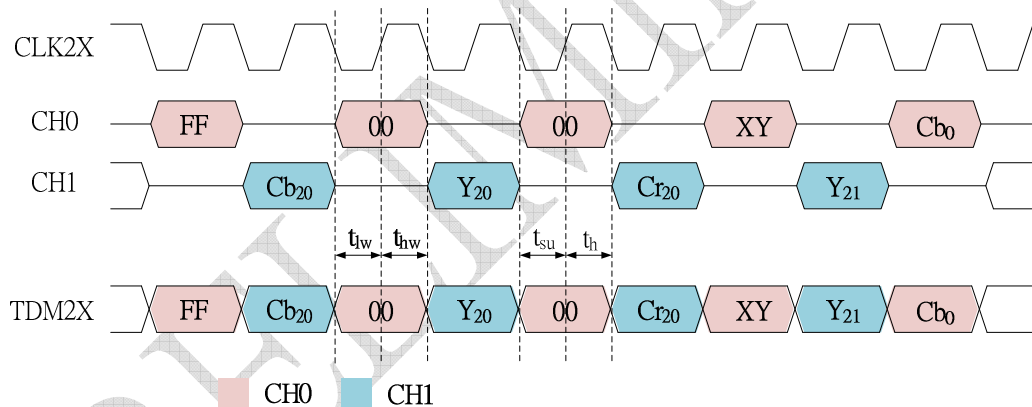 CLK2X
CH0 FF 00 00 XY Cb0
CH1 Cb20 Y20 Cr20 Y21
tlw thw tsu th
TDM2X FF Cb20 00 Y20 00 Cr20 XY Y21 Cb0
CH0 CH1